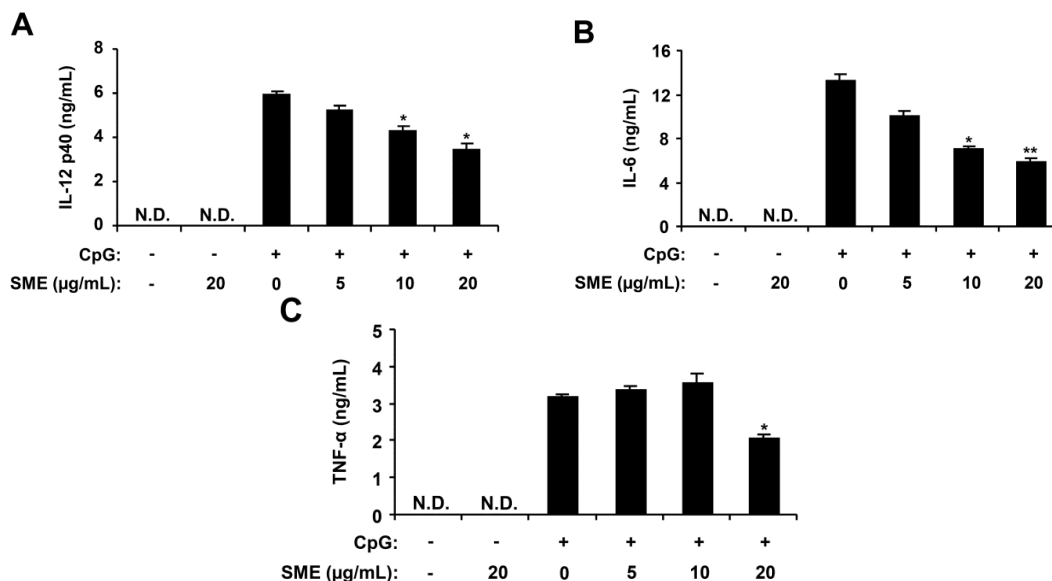 A
IL-12 p40 (ng/mL)
8
6
4
2
0
N.D. N.D. * *
CpG: - - + + + +
SME (µg/mL): - 20 0 5 10 20
B
IL-6 (ng/mL)
16
12
8
4
0
N.D. N.D. * **
CpG: - - + + + +
SME (µg/mL): - 20 0 5 10 20
C
TNF-α (ng/mL)
5
4
3
2
1
0
N.D. N.D. *
CpG: - - + + + +
SME (µg/mL): - 20 0 5 10 20